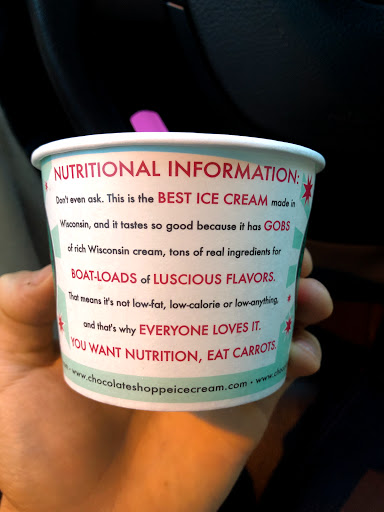 NUTRITIONAL INFORMATION:
Don't even ask. This is the BEST ICE CREAM made in
Wisconsin, and it tastes so good because it has GOBS
of rich Wisconsin cream, tons of real ingredients for
BOAT-LOADS of LUSCIOUS FLAVORS.
That means it's not low-fat, low-calorie or low-anything,
and that's why EVERYONE LOVES IT.
YOU WANT NUTRITION, EAT CARROTS.
• www.chocolateshoppeicecream.com • www.